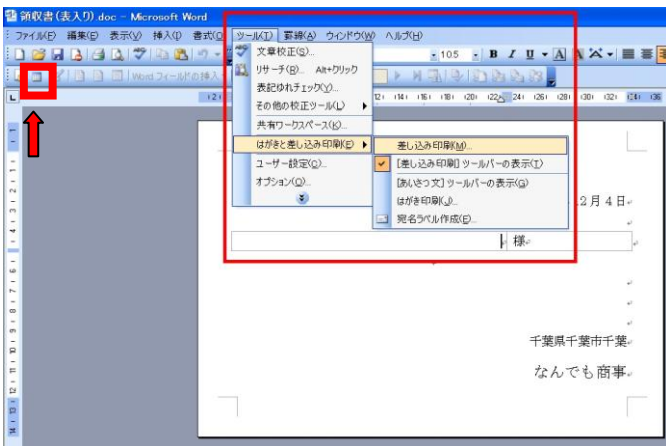 領収書(表入り).doc - Microsoft Word
ファイル(F) 編集(E) 表示(V) 挿入(I) 書式(O) ツール(T) 罫線(A) ウィンドウ(W) ヘルプ(H)
10.5 B I U A
Word フィールドの挿入
文章校正(S)...
リサーチ(R)... Alt+クリック
表記ゆれチェック(Y)...
その他の校正ツール(L)
共有ワークスペース(K)...
はがきと差し込み印刷(E)
ユーザー設定(C)...
オプション(O)...
差し込み印刷(M)...
[差し込み印刷] ツールバーの表示(T)
[あいさつ文] ツールバーの表示(G)
はがき印刷(J)...
宛名ラベル作成(E)...
2月4日
様
千葉県千葉市千葉
なんでも商事